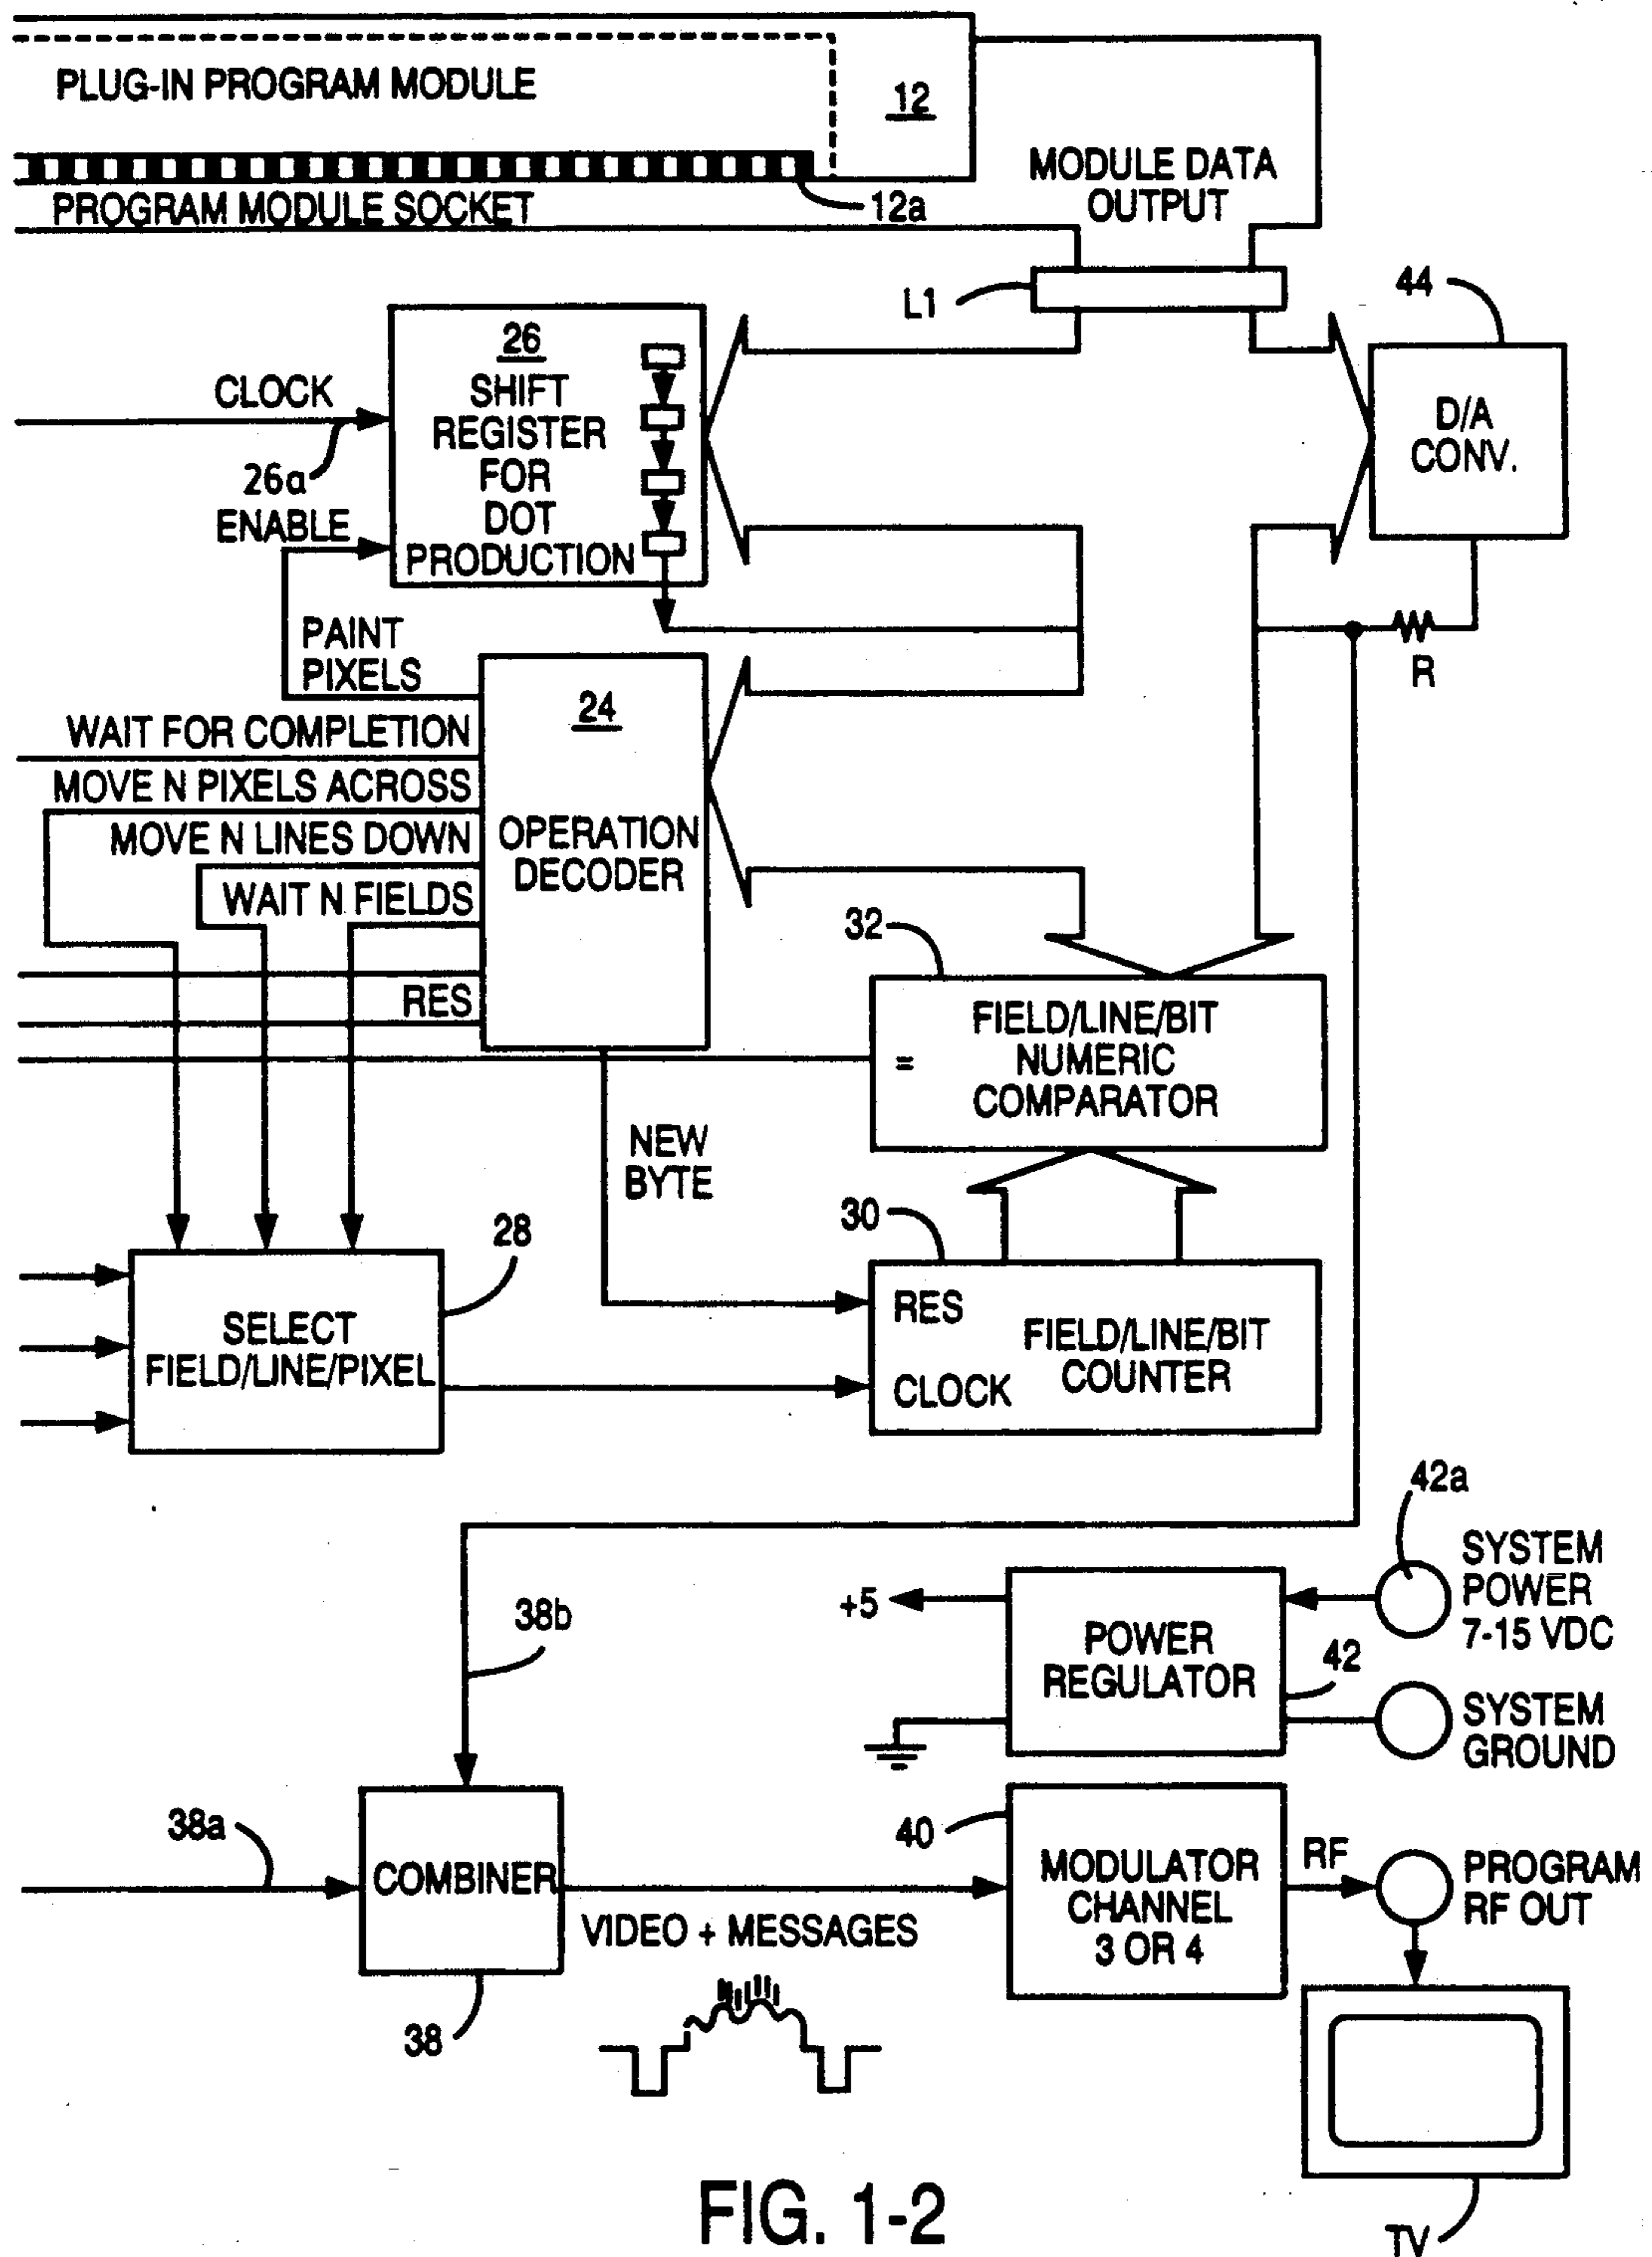 PLUG-IN PROGRAM MODULE
12
MODULE DATA
OUTPUT
PROGRAM MODULE SOCKET
12a
L1
44
26
SHIFT
REGISTER
FOR
DOT
PRODUCTION
CLOCK
26a
ENABLE
D/A
CONV.
R
PAINT
PIXELS
24
OPERATION
DECODER
WAIT FOR COMPLETION
MOVE N PIXELS ACROSS
MOVE N LINES DOWN
WAIT N FIELDS
RES
32
=
FIELD/LINE/BIT
NUMERIC
COMPARATOR
NEW
BYTE
28
30
SELECT
FIELD/LINE/PIXEL
RES
CLOCK
FIELD/LINE/BIT
COUNTER
42a
SYSTEM
POWER
7-15 VDC
+5
POWER
REGULATOR
42
SYSTEM
GROUND
38b
38a
COMBINER
38
VIDEO + MESSAGES
40
MODULATOR
CHANNEL
3 OR 4
RF
PROGRAM
RF OUT
TV
FIG. 1-2